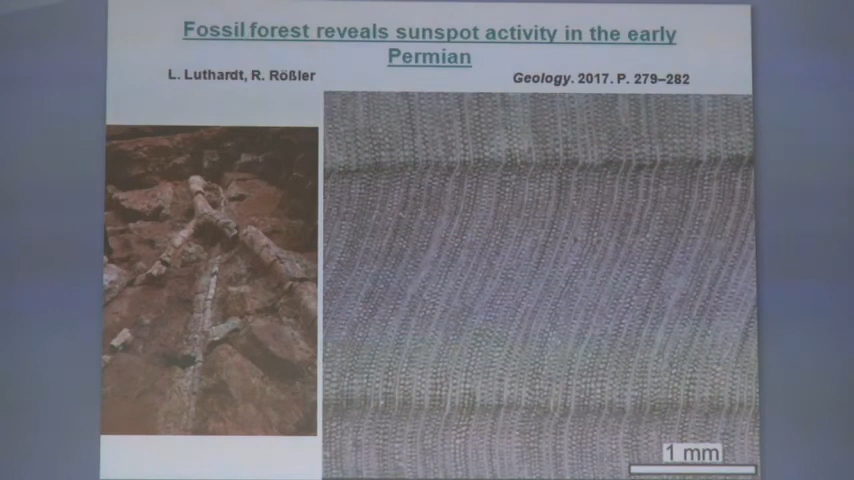 Fossil forest reveals sunspot activity in the early
Permian
L. Luthardt, R. Rößler
Geology. 2017. P. 279–282
1 mm